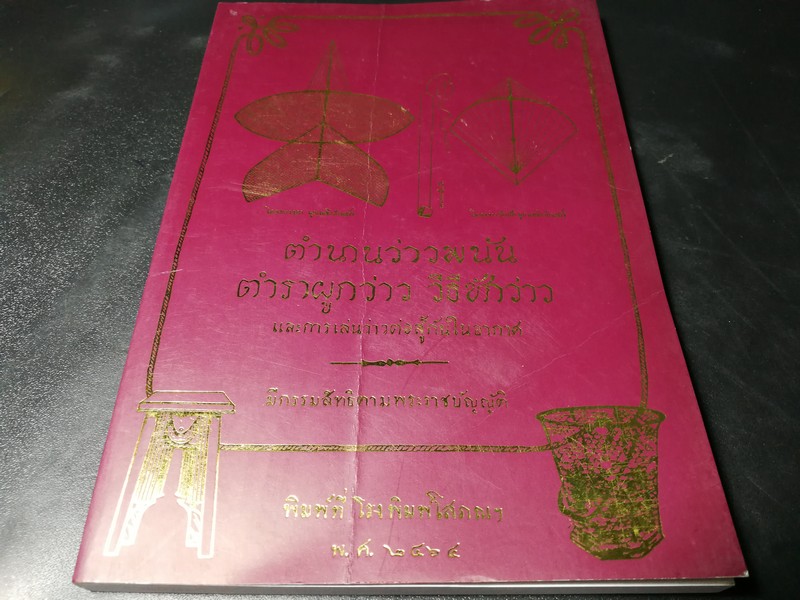 ตำนานว่าวพนัน
ตำราผูกว่าว วิธีชักว่าว
และการเล่นว่าวต่อสู้กันในอากาศ
มีกรรมสิทธิตามพระราชบัญญัติ
พิมพ์ที่ โรงพิมพ์โสภณฯ
พ.ศ. ๒๔๖๔